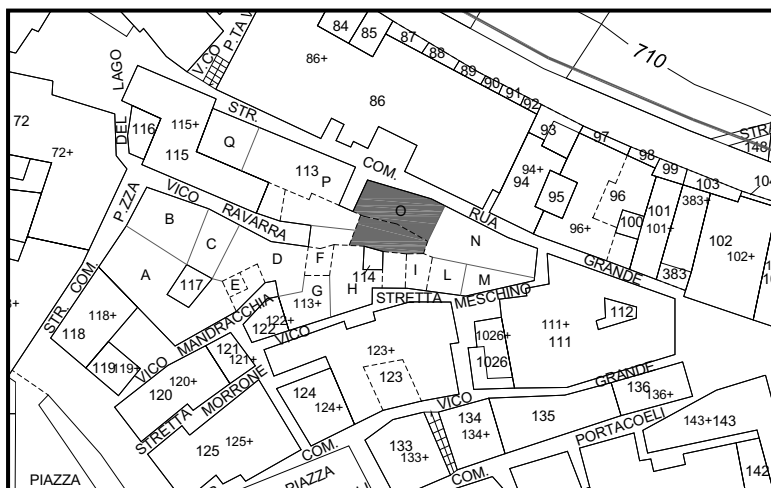 84
85
87
88
89
90
91
92
710
V.CO
P.TA V
86+
86
72
72+
DEL
LAGO
116
115+
115
STR.
Q
113
P
COM.
RUA
GRANDE
93
94+
94
95
97
98
99
96
96+
100
101
101+
383+
383
103
STRA
148
102
102+
P.ZZA
VICO
RAVARRA
O
N
B
C
A
117
D
E
F
G
113+
114
H
I
L
M
STRETTA
MESCHINO
STR.
COM.
118+
118
119
119+
VICO
MANDRACCHIA
122+
122
VICO
121
121+
120+
120
STRETTA
MORRONE
123+
123
1026+
1026
111+
111
112
124
124+
125
125+
COM.
VICO
GRANDE
133
133+
134
134+
135
136
136+
PORTACOELI
143+
143
142
COM.
PIAZZA
PIAZZA